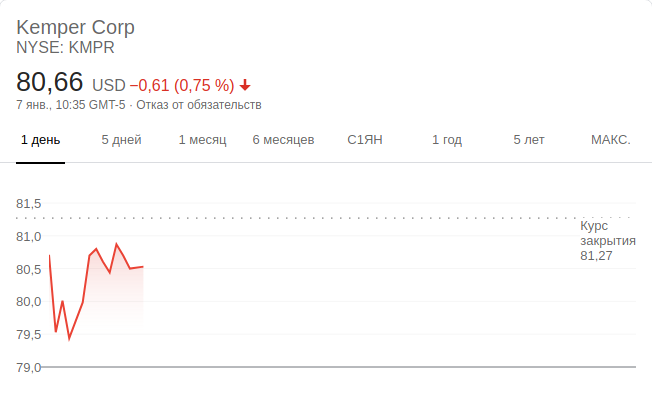 Kemper Corp
NYSE: KMPR
80,66 USD −0,61 (0,75 %)
7 янв., 10:35 GMT-5 · Отказ от обязательств
1 день 5 дней 1 месяц 6 месяцев С1ЯН 1 год 5 лет МАКС.
81,5
Курс
закрытия
81,27
81,0
80,5
80,0
79,5
79,0